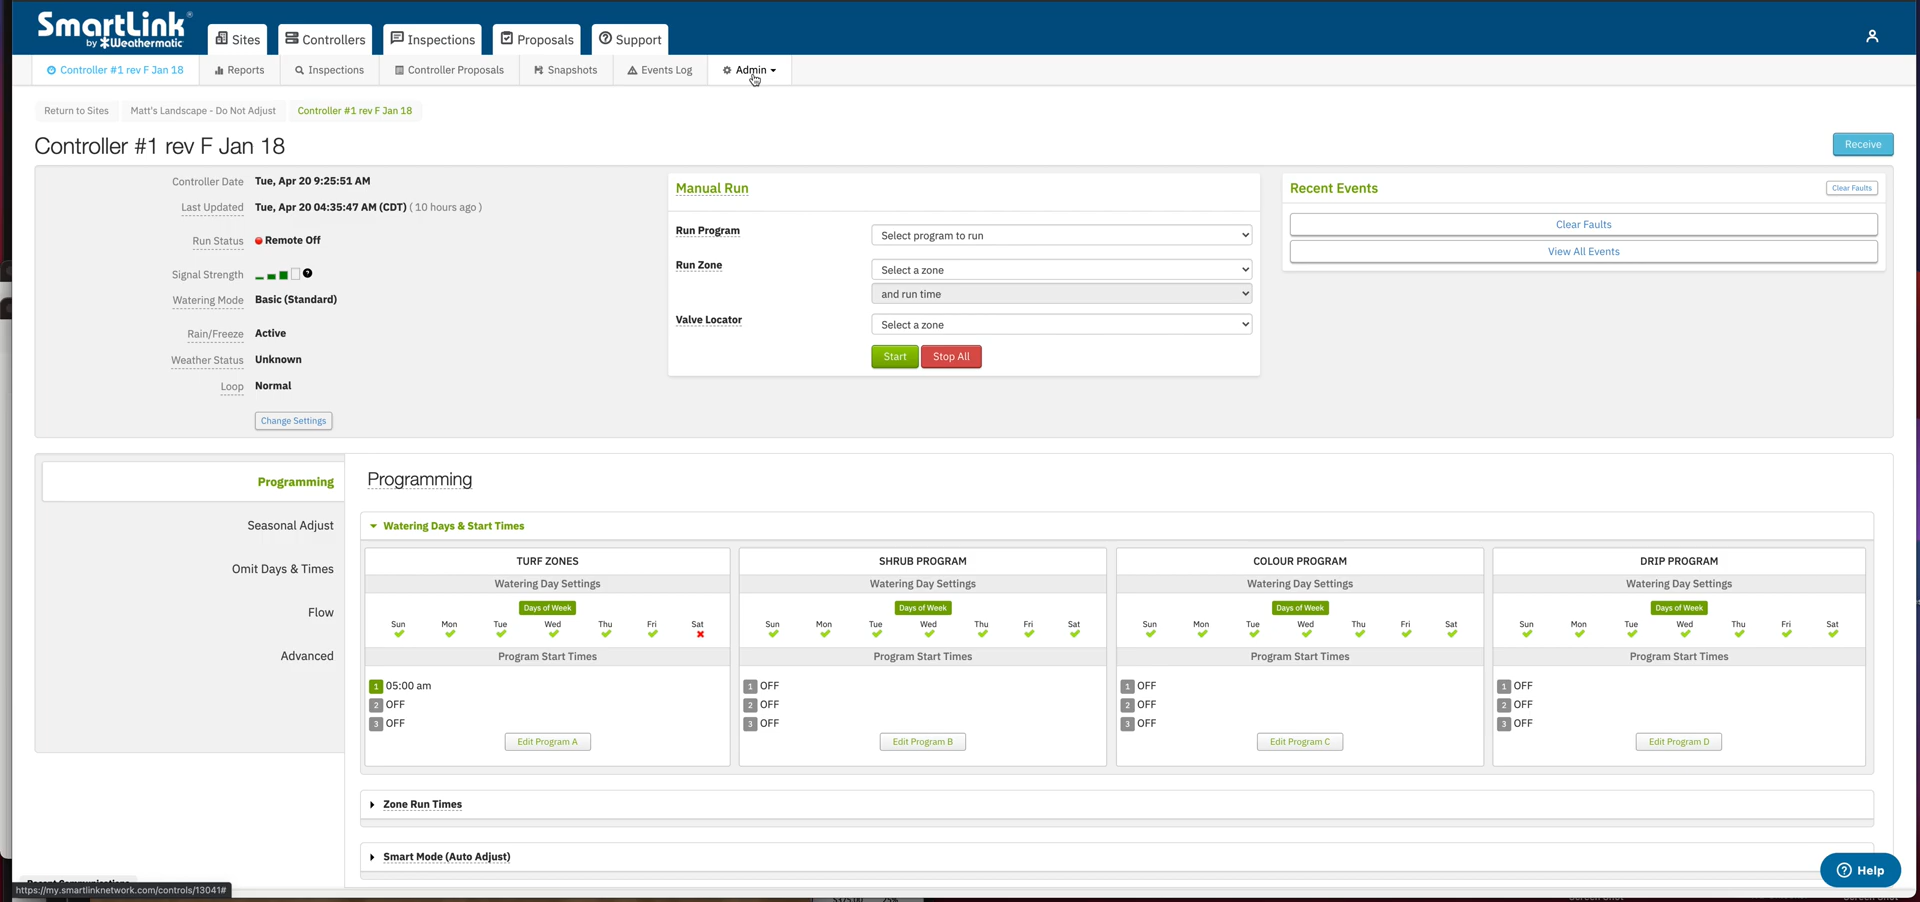 SmartLink
by Weathermatic
Sites
Controllers
Inspections
Proposals
Support
Controller #1 rev F Jan 18
Reports
Inspections
Controller Proposals
Snapshots
Events Log
Admin
Return to Sites
Matt's Landscape - Do Not Adjust
Controller #1 rev F Jan 18
Controller #1 rev F Jan 18
Receive
Controller Date Tue, Apr 20 9:25:51 AM
Last Updated Tue, Apr 20 04:35:47 AM (CDT) ( 10 hours ago )
Run Status Remote Off
Signal Strength ?
Watering Mode Basic (Standard)
Rain/Freeze Active
Weather Status Unknown
Loop Normal
Change Settings
Manual Run
Run Program Select program to run
Run Zone Select a zone
and run time
Valve Locator Select a zone
Start Stop All
Recent Events
Clear Faults
Clear Faults
View All Events
Programming
Seasonal Adjust
Omit Days & Times
Flow
Advanced
Programming
Watering Days & Start Times
TURF ZONES
Watering Day Settings
Days of Week
Sun Mon Tue Wed Thu Fri Sat
Program Start Times
1 05:00 am
2 OFF
3 OFF
Edit Program A
SHRUB PROGRAM
Watering Day Settings
Days of Week
Sun Mon Tue Wed Thu Fri Sat
Program Start Times
1 OFF
2 OFF
3 OFF
Edit Program B
COLOUR PROGRAM
Watering Day Settings
Days of Week
Sun Mon Tue Wed Thu Fri Sat
Program Start Times
1 OFF
2 OFF
3 OFF
Edit Program C
DRIP PROGRAM
Watering Day Settings
Days of Week
Sun Mon Tue Wed Thu Fri Sat
Program Start Times
1 OFF
2 OFF
3 OFF
Edit Program D
Zone Run Times
Smart Mode (Auto Adjust)
Help
https://my.smartlinknetwork.com/controls/13041#